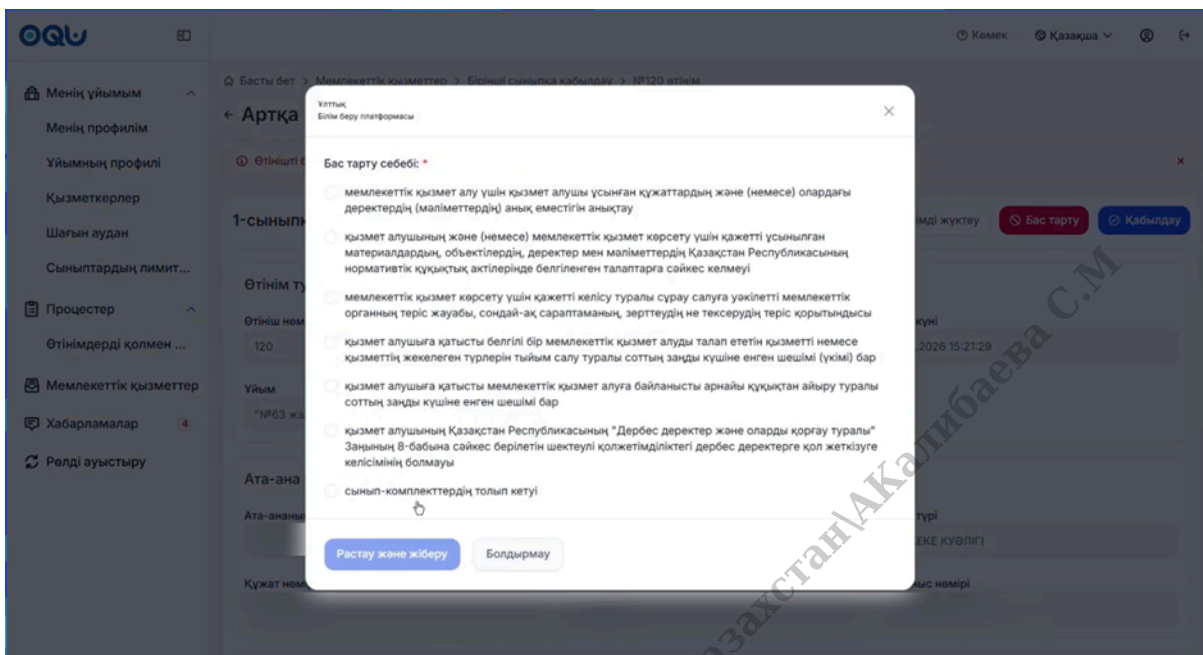 OQU
Көмек
Қазақша
Менің ұйымым
Менің профилім
Ұйымның профилі
Қызметкерлер
Шағын аудан
Сыныптардың лимит...
Процестер
Өтінімдерді қолмен ...
Мемлекеттік қызметтер
Хабарламалар 4
Рөлді ауыстыру
Басты бет > Мемлекеттік қызметтер > Бірінші сыныпқа қабылдау > №120 өтінім
← Артқа
Өтінішті
1-сыныпқ
жүктеу
Бас тарту
Қабылдау
Өтінім
Өтініш
120
күні
.2026 15:21:29
Ұйым
"№63
Ата-ана
түрі
КУӘЛІГІ
Құжат
нөмірі
Ұлттық
Білім беру платформасы
Бас тарту себебі: *
мемлекеттік қызмет алу үшін қызмет алушы ұсынған құжаттардың және (немесе) олардағы
деректердің (мәліметтердің) анық еместігін анықтау
қызмет алушының және (немесе) мемлекеттік қызмет көрсету үшін қажетті ұсынылған
материалдардың, объектілердің, деректер мен мәліметтердің Қазақстан Республикасының
нормативтік құқықтық актілерінде белгіленген талаптарға сәйкес келмеуі
мемлекеттік қызмет көрсету үшін қажетті келісу туралы сұрау салуға уәкілетті мемлекеттік
органның теріс жауабы, сондай-ақ сараптаманың, зерттеудің не тексерудің теріс қорытындысы
қызмет алушыға қатысты белгілі бір мемлекеттік қызмет алуды талап ететін қызметті немесе
қызметтің жекелеген түрлерін тыйым салу туралы соттың заңды күшіне енген шешімі (үкімі) бар
қызмет алушыға қатысты мемлекеттік қызмет алуға байланысты арнайы құқықтан айыру туралы
соттың заңды күшіне енген шешімі бар
қызмет алушының Қазақстан Республикасының "Дербес деректер және оларды қорғау туралы"
Заңының 8-бабына сәйкес берілетін шектеулі қолжетімділіктегі дербес деректерге қол жеткізуге
келісімінің болмауы
сынып-комплекттердің толып кетуі
Растау және жіберу
Болдырмау
захстан\АКалибаева С.М